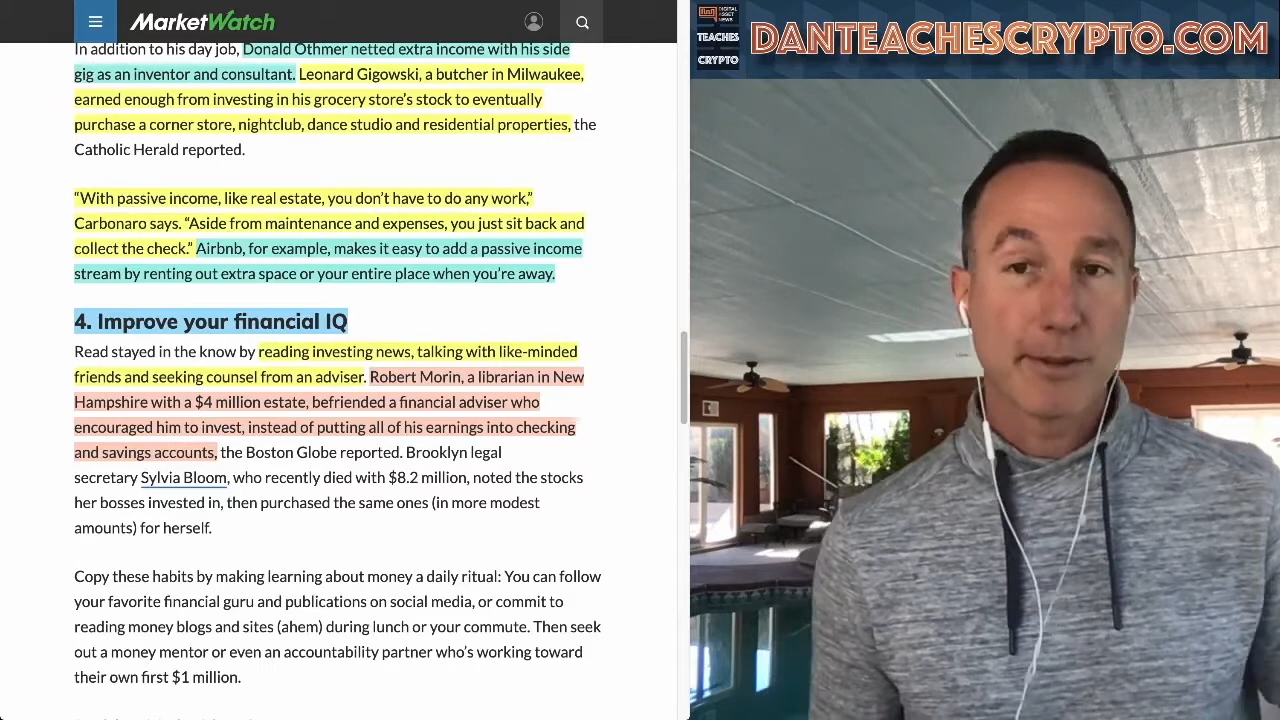 MarketWatch
In addition to his day job, Donald Othmer netted extra income with his side
gig as an inventor and consultant. Leonard Gigowski, a butcher in Milwaukee,
earned enough from investing in his grocery store’s stock to eventually
purchase a corner store, nightclub, dance studio and residential properties, the
Catholic Herald reported.
“With passive income, like real estate, you don’t have to do any work,”
Carbonaro says. “Aside from maintenance and expenses, you just sit back and
collect the check.” Airbnb, for example, makes it easy to add a passive income
stream by renting out extra space or your entire place when you’re away.
4. Improve your financial IQ
Read stayed in the know by reading investing news, talking with like-minded
friends and seeking counsel from an adviser. Robert Morin, a librarian in New
Hampshire with a $4 million estate, befriended a financial adviser who
encouraged him to invest, instead of putting all of his earnings into checking
and savings accounts, the Boston Globe reported. Brooklyn legal
secretary Sylvia Bloom, who recently died with $8.2 million, noted the stocks
her bosses invested in, then purchased the same ones (in more modest
amounts) for herself.
Copy these habits by making learning about money a daily ritual: You can follow
your favorite financial guru and publications on social media, or commit to
reading money blogs and sites (ahem) during lunch or your commute. Then seek
out a money mentor or even an accountability partner who’s working toward
their own first $1 million.
DIGITAL
ASSET
NEWS
TEACHES
CRYPTO
DANTEACHESCRYPTO.COM